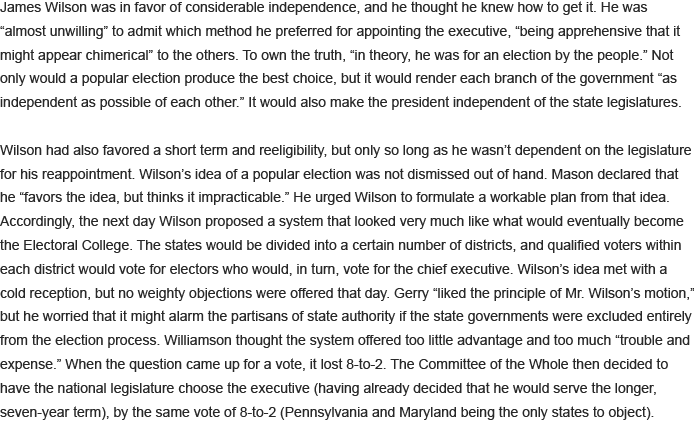 James Wilson was in favor of considerable independence, and he thought he knew how to get it. He was
“almost unwilling” to admit which method he preferred for appointing the executive, “being apprehensive that it
might appear chimerical” to the others. To own the truth, “in theory, he was for an election by the people.” Not
only would a popular election produce the best choice, but it would render each branch of the government “as
independent as possible of each other.” It would also make the president independent of the state legislatures.

Wilson had also favored a short term and reeligibility, but only so long as he wasn’t dependent on the legislature
for his reappointment. Wilson’s idea of a popular election was not dismissed out of hand. Mason declared that
he “favors the idea, but thinks it impracticable.” He urged Wilson to formulate a workable plan from that idea.
Accordingly, the next day Wilson proposed a system that looked very much like what would eventually become
the Electoral College. The states would be divided into a certain number of districts, and qualified voters within
each district would vote for electors who would, in turn, vote for the chief executive. Wilson’s idea met with a
cold reception, but no weighty objections were offered that day. Gerry “liked the principle of Mr. Wilson’s motion,”
but he worried that it might alarm the partisans of state authority if the state governments were excluded entirely
from the election process. Williamson thought the system offered too little advantage and too much “trouble and
expense.” When the question came up for a vote, it lost 8-to-2. The Committee of the Whole then decided to
have the national legislature choose the executive (having already decided that he would serve the longer,
seven-year term), by the same vote of 8-to-2 (Pennsylvania and Maryland being the only states to object).